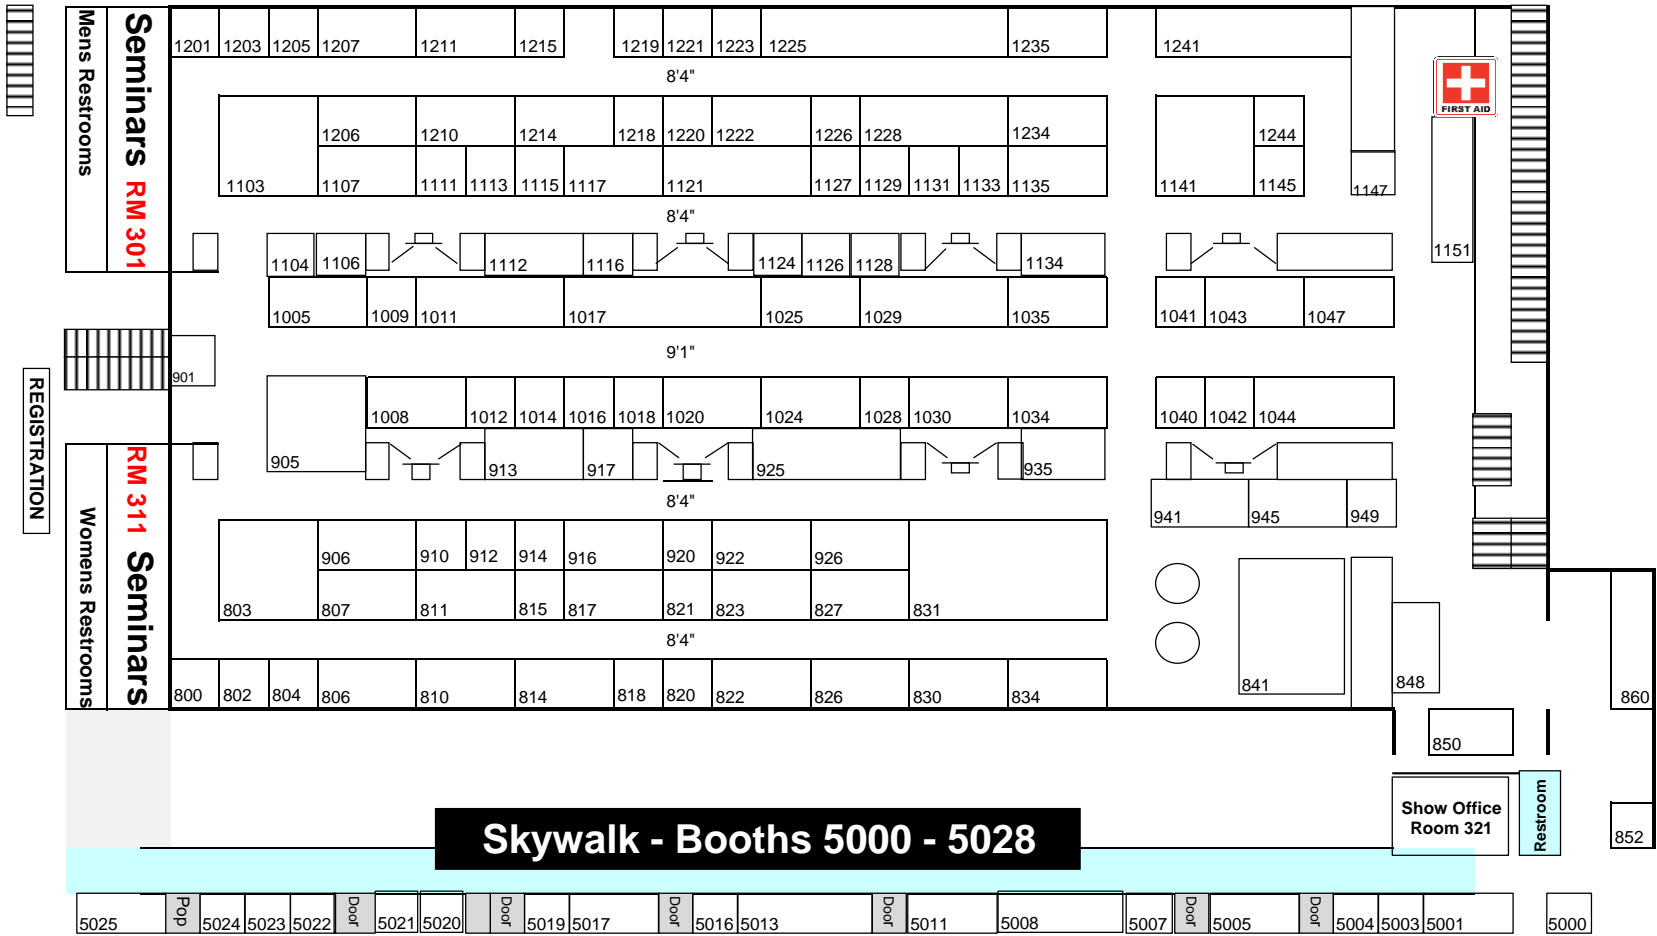 Mens Restrooms
Seminars RM 301
1201 1203 1205 1207 1211 1215 1219 1221 1223 1225 1235 1241
8'4"
FIRST AID
1206 1210 1214 1218 1220 1222 1226 1228 1234 1244
1103 1107 1111 1113 1115 1117 1121 1127 1129 1131 1133 1135 1141 1145 1147
8'4"
1104 1106 1112 1116 1124 1126 1128 1134 1151
1005 1009 1011 1017 1025 1029 1035 1041 1043 1047
9'1"
901
REGISTRATION
1008 1012 1014 1016 1018 1020 1024 1028 1030 1034 1040 1042 1044
905 913 917 925 935
8'4"
941 945 949
RM 311 Seminars
Womens Restrooms
906 910 912 914 916 920 922 926
803 807 811 815 817 821 823 827 831
8'4"
800 802 804 806 810 814 818 820 822 826 830 834 841 848 860
850
Show Office
Room 321
Restroom
852
Skywalk - Booths 5000 - 5028
5025 Pop 5024 5023 5022 Door 5021 5020 Door 5019 5017 Door 5016 5013 Door 5011 5008 5007 Door 5005 Door 5004 5003 5001 5000